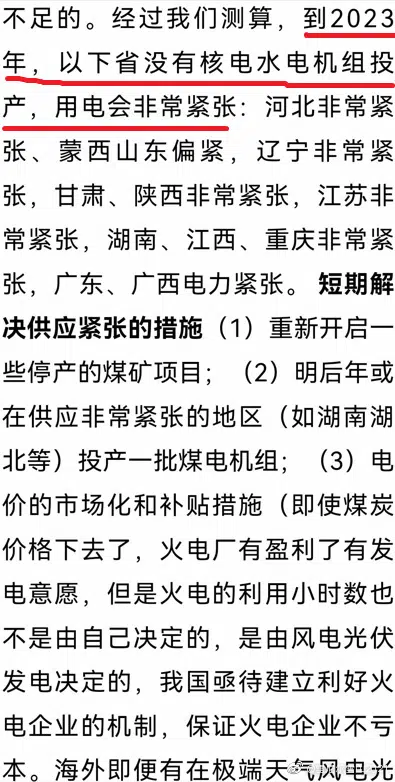 不足的。经过我们测算，到2023
年，以下省没有核电水电机组投
产，用电会非常紧张：河北非常紧
张、蒙西山东偏紧，辽宁非常紧
张，甘肃、陕西非常紧张，江苏非
常紧张，湖南、江西、重庆非常紧
张，广东、广西电力紧张。短期解
决供应紧张的措施（1）重新开启一
些停产的煤矿项目；（2）明后年或
在供应非常紧张的地区（如湖南湖
北等）投产一批煤电机组；（3）电
价的市场化和补贴措施（即使煤炭
价格下去了，火电厂有盈利了有发
电意愿，但是火电的利用小时数也
不是由自己决定的，是由风电光伏
发电决定的，我国亟待建立利好火
电企业的机制，保证火电企业不亏
本。海外即便有在极端天气风电光